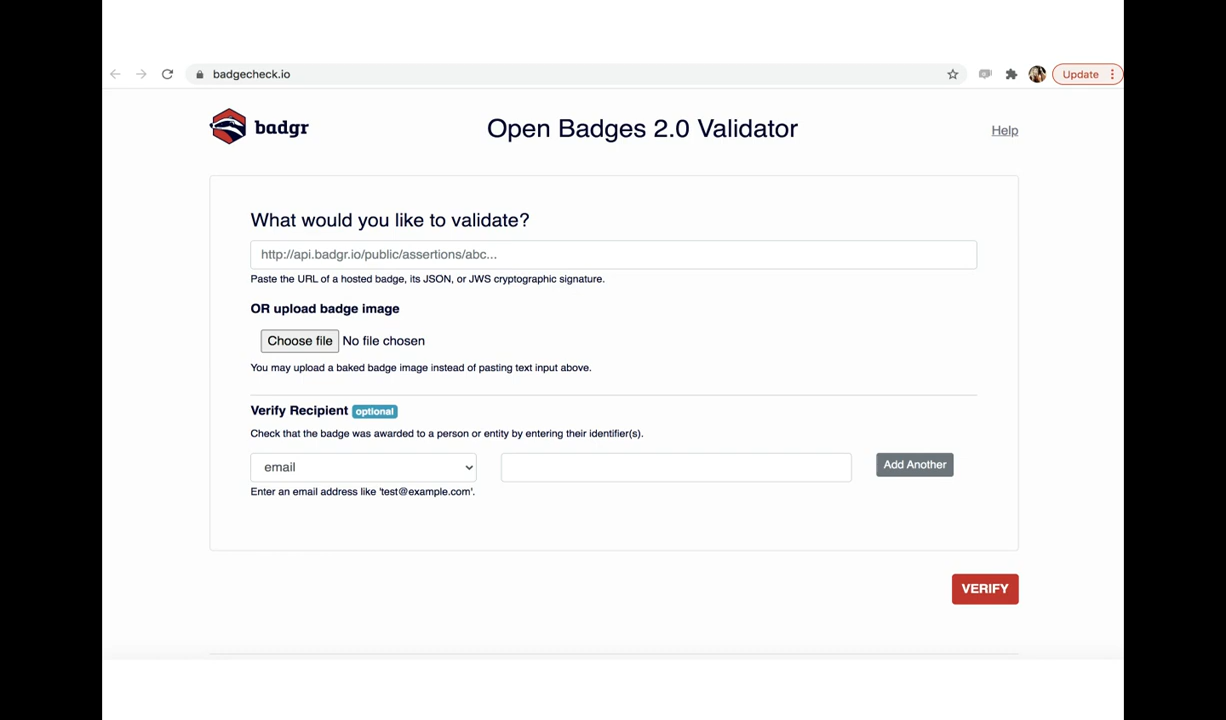 badgecheck.io
Update
badgr
Open Badges 2.0 Validator
Help
What would you like to validate?
http://api.badgr.io/public/assertions/abc...
Paste the URL of a hosted badge, its JSON, or JWS cryptographic signature.
OR upload badge image
Choose file No file chosen
You may upload a baked badge image instead of pasting text input above.
Verify Recipient optional
Check that the badge was awarded to a person or entity by entering their identifier(s).
email
Add Another
Enter an email address like 'test@example.com'.
VERIFY